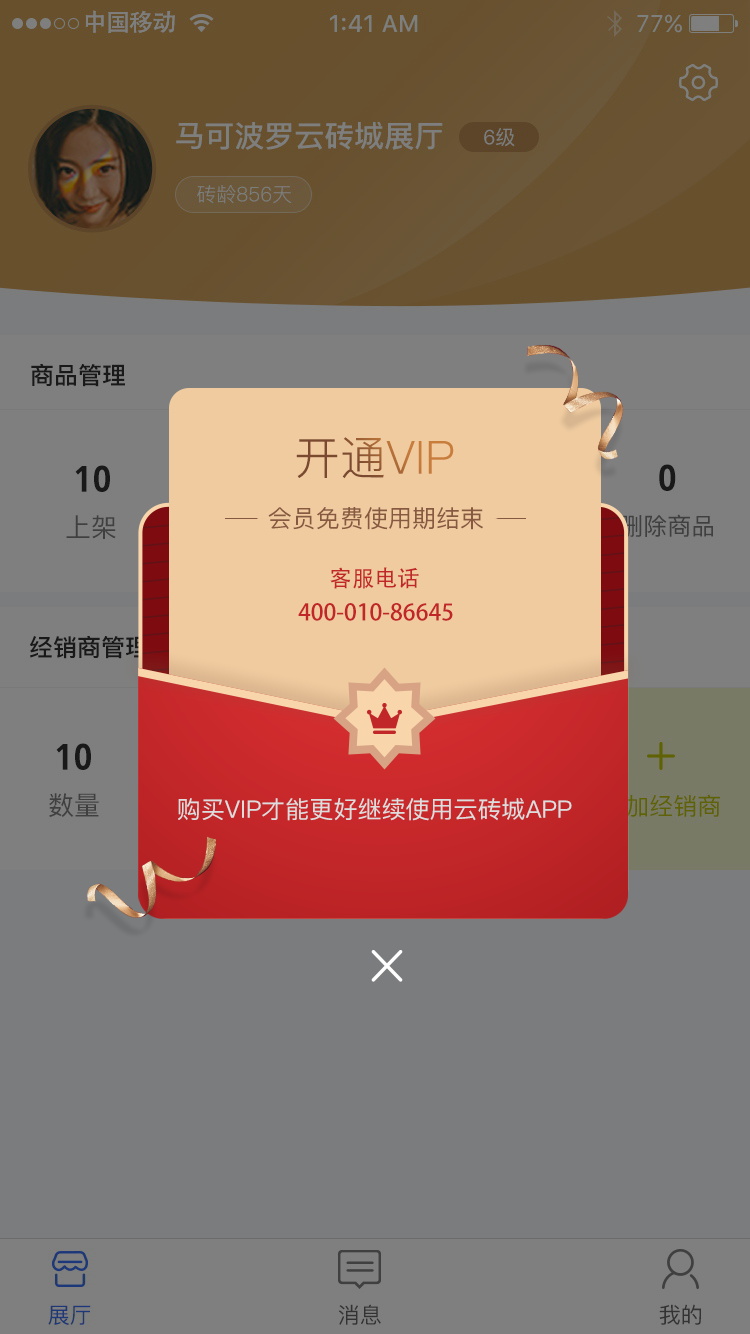 中国移动 1:41 AM 77%
马可波罗云砖城展厅 6级
砖龄856天
商品管理
开通VIP
会员免费使用期结束
10 0
上架 删除商品
客服电话
400-010-86645
经销商管理
10
数量 加经销商
购买VIP才能更好继续使用云砖城APP
展厅 消息 我的